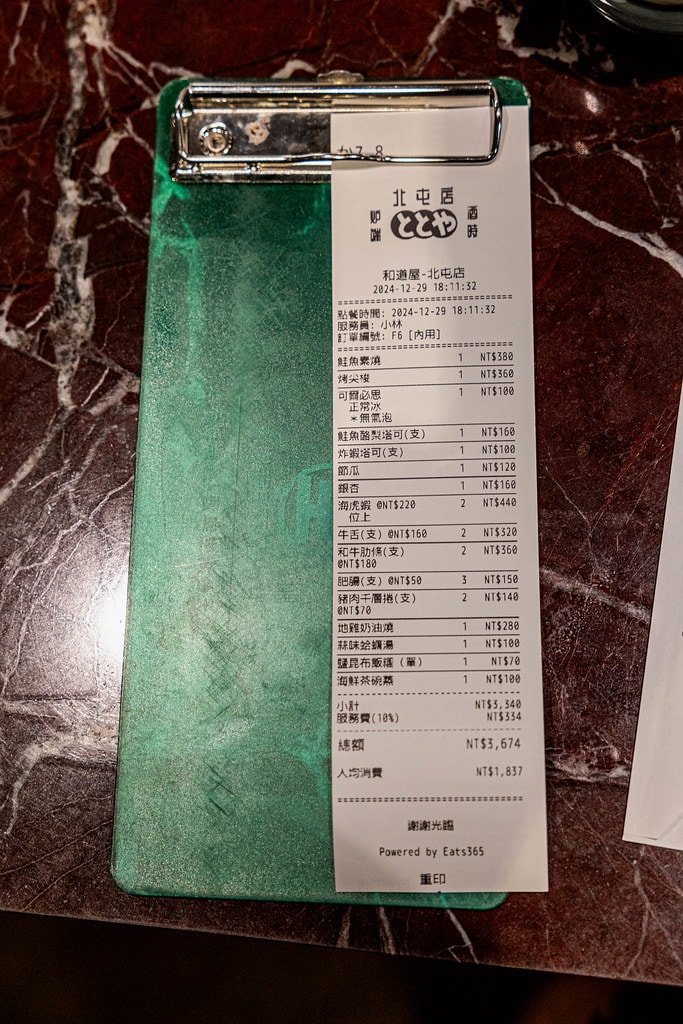 北屯店
ととや
酒
時
和道屋-北屯店
2024-12-29 18:11:32
點餐時間: 2024-12-29 18:11:32
服務員: 小林
訂單編號: F6 [內用]
鮭魚素燒 1 NT$380
烤尖梭 1 NT$360
可爾必思 1 NT$100
正常冰
*無氣泡
鮭魚酪梨塔可(支) 1 NT$160
炸蝦塔可(支) 1 NT$100
節瓜 1 NT$120
銀杏 1 NT$160
海虎蝦 @NT$220 2 NT$440
位上
牛舌(支) @NT$160 2 NT$320
和牛肋條(支) 2 NT$360
@NT$180
肥腸(支) @NT$50 3 NT$150
豬肉千層捲(支) 2 NT$140
@NT$70
地雞奶油燒 1 NT$280
蒜味蛤蠣湯 1 NT$100
鹽昆布飯糰 (單) 1 NT$70
海鮮茶碗蒸 1 NT$100
小計 NT$3,340
服務費(10%) NT$334
總額 NT$3,674
人均消費 NT$1,837
謝謝光臨
Powered by Eats365
重印